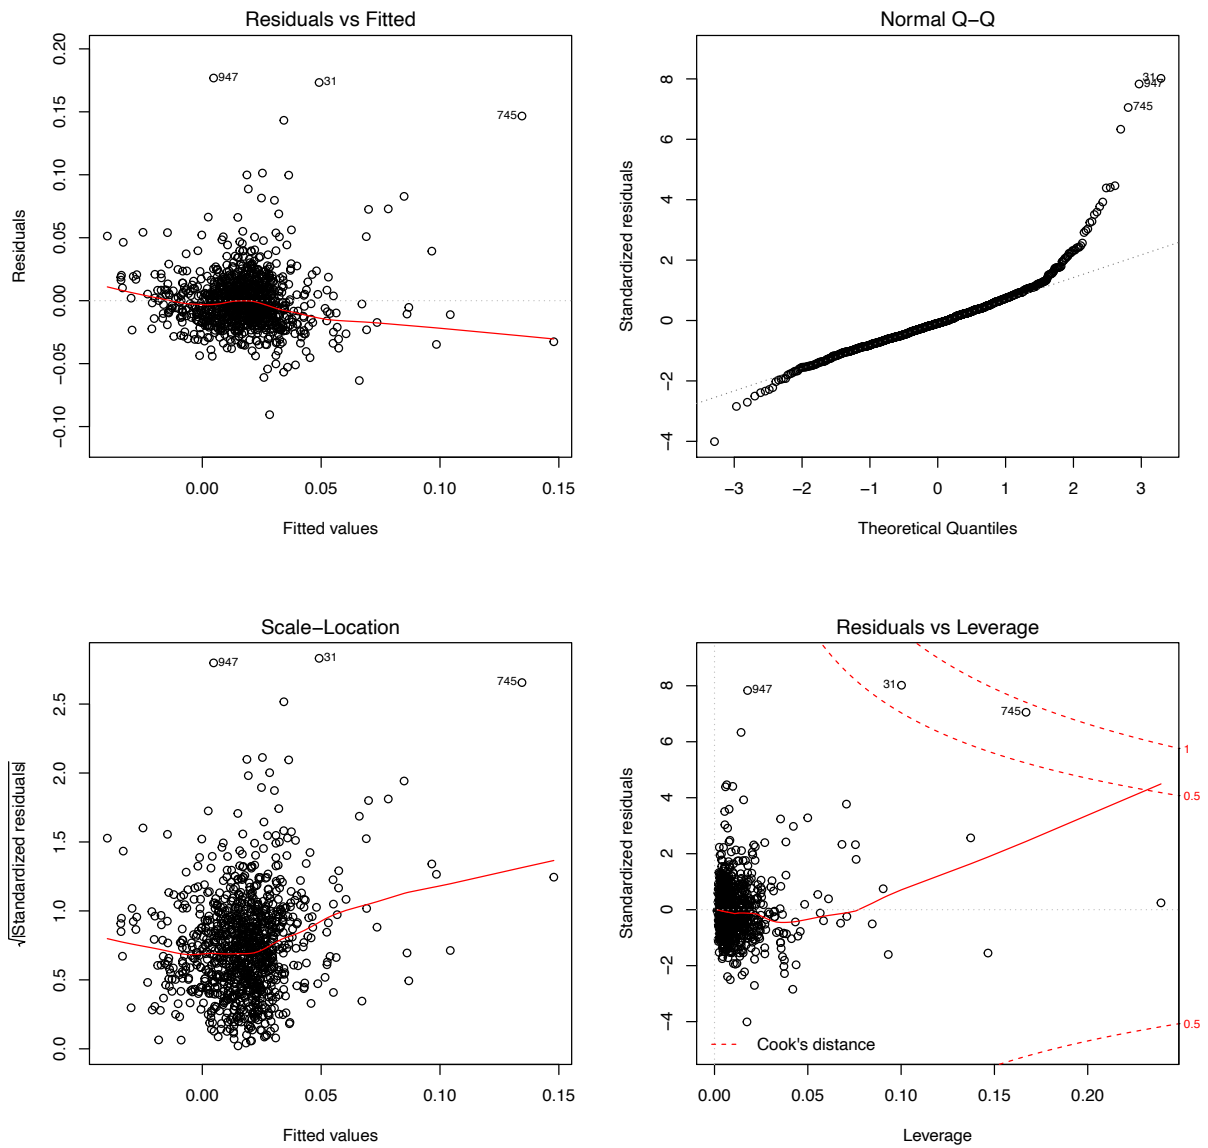 Residuals vs Fitted
0.20
0.15
0.10
0.05
0.00
−0.05
−0.10
Residuals
947
31
745
0.00 0.05 0.10 0.15
Fitted values
Normal Q−Q
8
6
4
2
0
−2
−4
Standardized residuals
31
947
745
−3 −2 −1 0 1 2 3
Theoretical Quantiles
Scale−Location
2.5
2.0
1.5
1.0
0.5
0.0
√|Standardized residuals|
947
31
745
0.00 0.05 0.10 0.15
Fitted values
Residuals vs Leverage
8
6
4
2
0
−2
−4
Standardized residuals
947
31
745
1
0.5
0.5
Cook's distance
0.00 0.05 0.10 0.15 0.20
Leverage